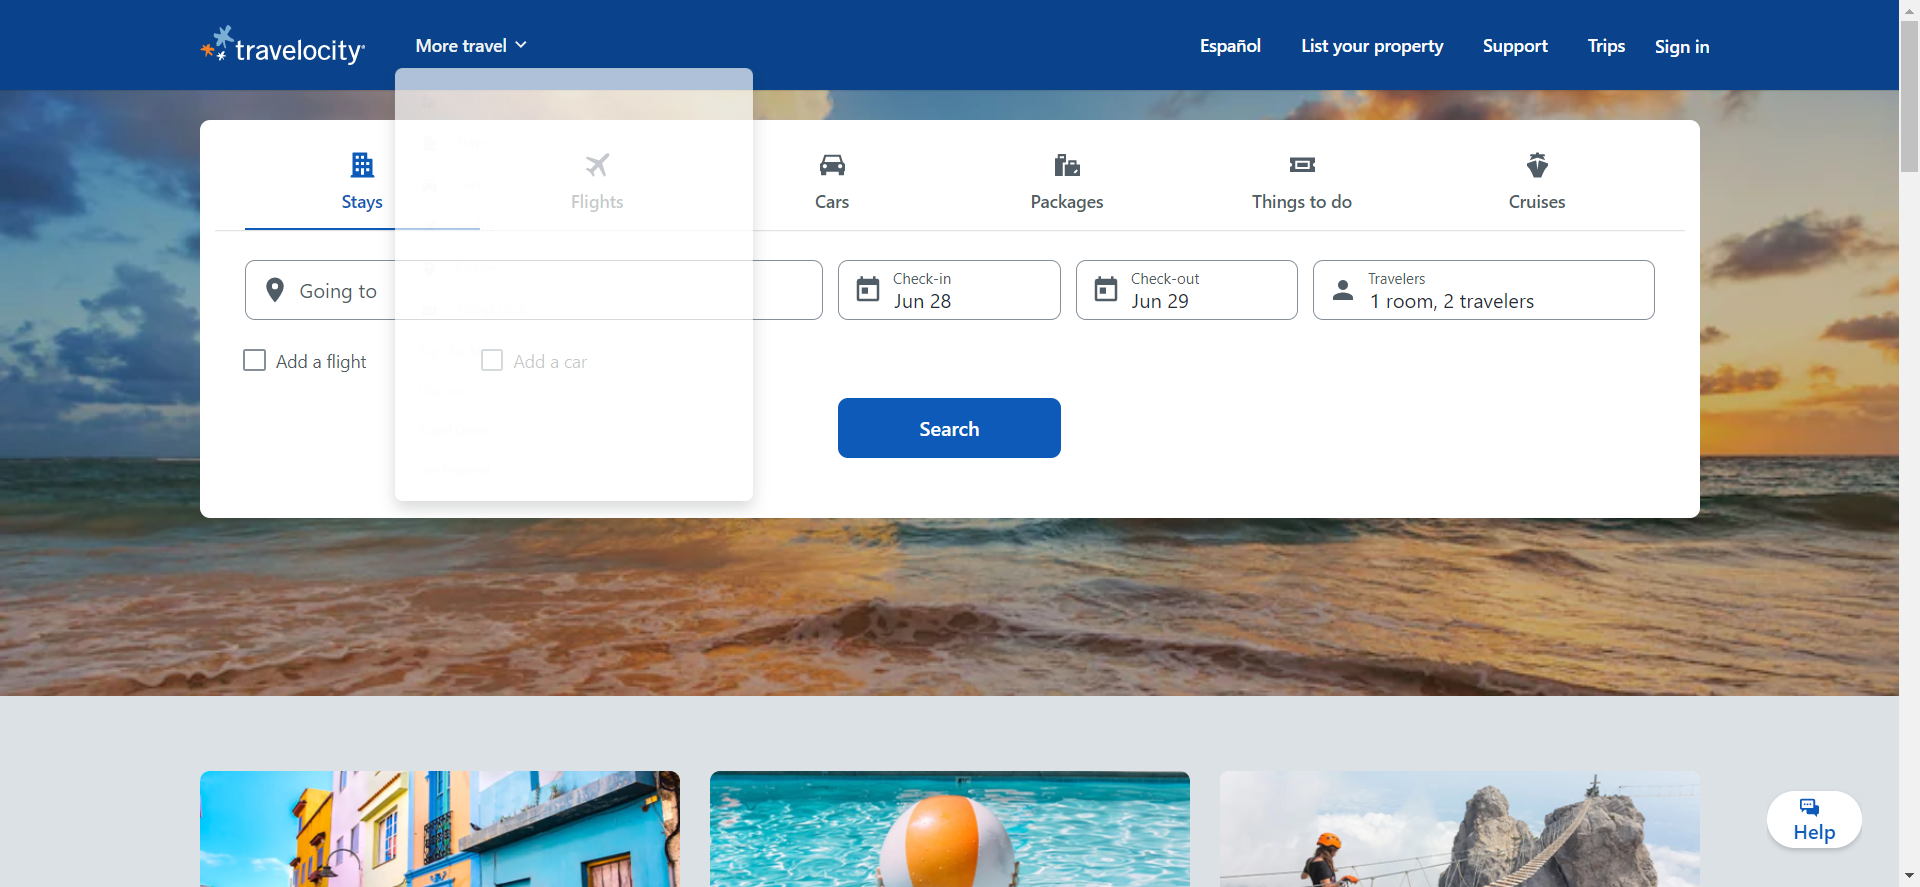 travelocity
More travel
Español
List your property
Support
Trips
Sign in
Stays
Flights
Cars
Packages
Things to do
Cruises
Going to
Check-in
Jun 28
Check-out
Jun 29
Travelers
1 room, 2 travelers
Add a flight
Add a car
Search
Help